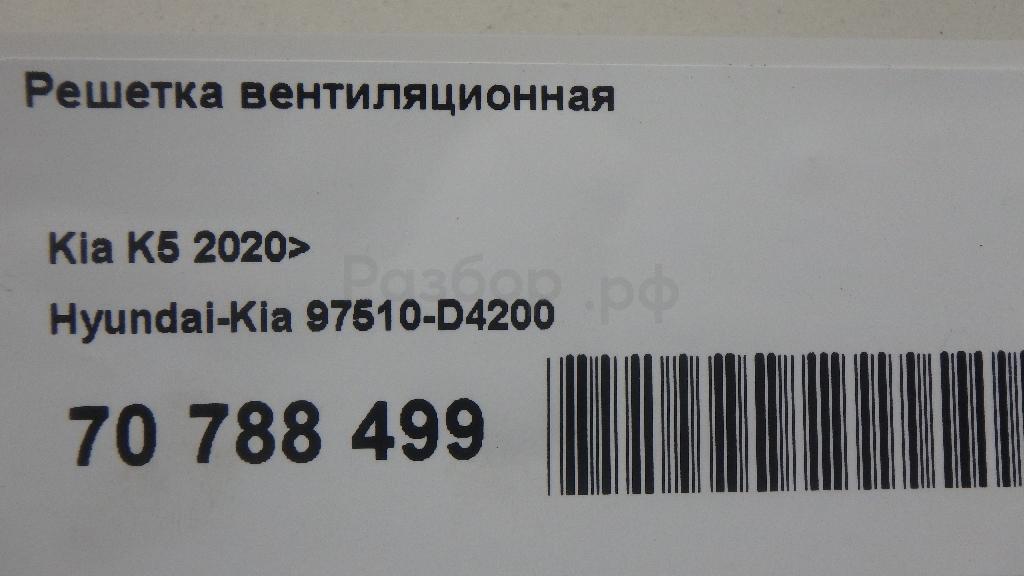 Решетка вентиляционная
Kia K5 2020>
Разбор.рф
Hyundai-Kia 97510-D4200
70 788 499